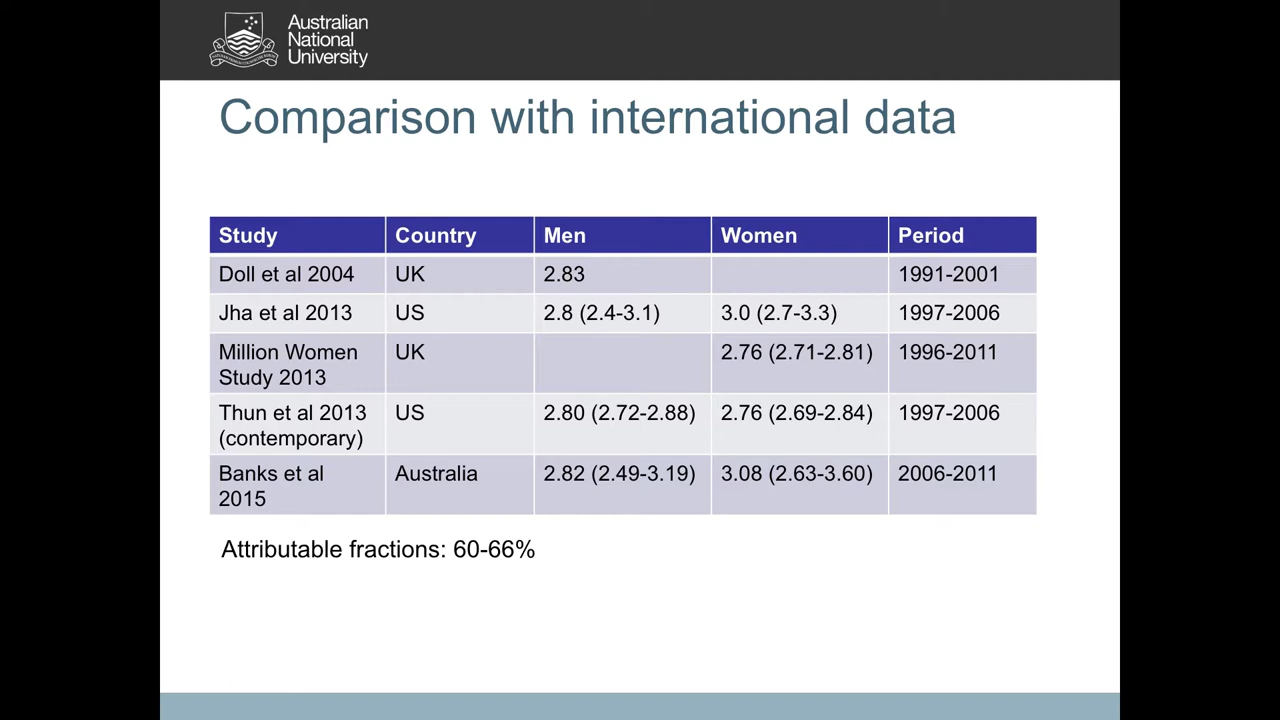 Australian
National
University
Comparison with international data
Study Country Men Women Period
Doll et al 2004 UK 2.83 1991-2001
Jha et al 2013 US 2.8 (2.4-3.1) 3.0 (2.7-3.3) 1997-2006
Million Women UK 2.76 (2.71-2.81) 1996-2011
Study 2013
Thun et al 2013 US 2.80 (2.72-2.88) 2.76 (2.69-2.84) 1997-2006
(contemporary)
Banks et al Australia 2.82 (2.49-3.19) 3.08 (2.63-3.60) 2006-2011
2015
Attributable fractions: 60-66%